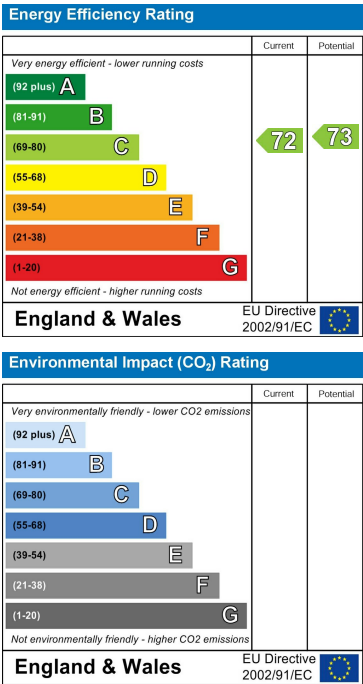 Energy Efficiency Rating
Current Potential
Very energy efficient - lower running costs
(92 plus) A
(81-91) B
(69-80) C
72 73
(55-68) D
(39-54) E
(21-38) F
(1-20) G
Not energy efficient - higher running costs
England & Wales
EU Directive
2002/91/EC
Environmental Impact (CO₂) Rating
Current Potential
Very environmentally friendly - lower CO2 emissions
(92 plus) A
(81-91) B
(69-80) C
(55-68) D
(39-54) E
(21-38) F
(1-20) G
Not environmentally friendly - higher CO2 emissions
England & Wales
EU Directive
2002/91/EC